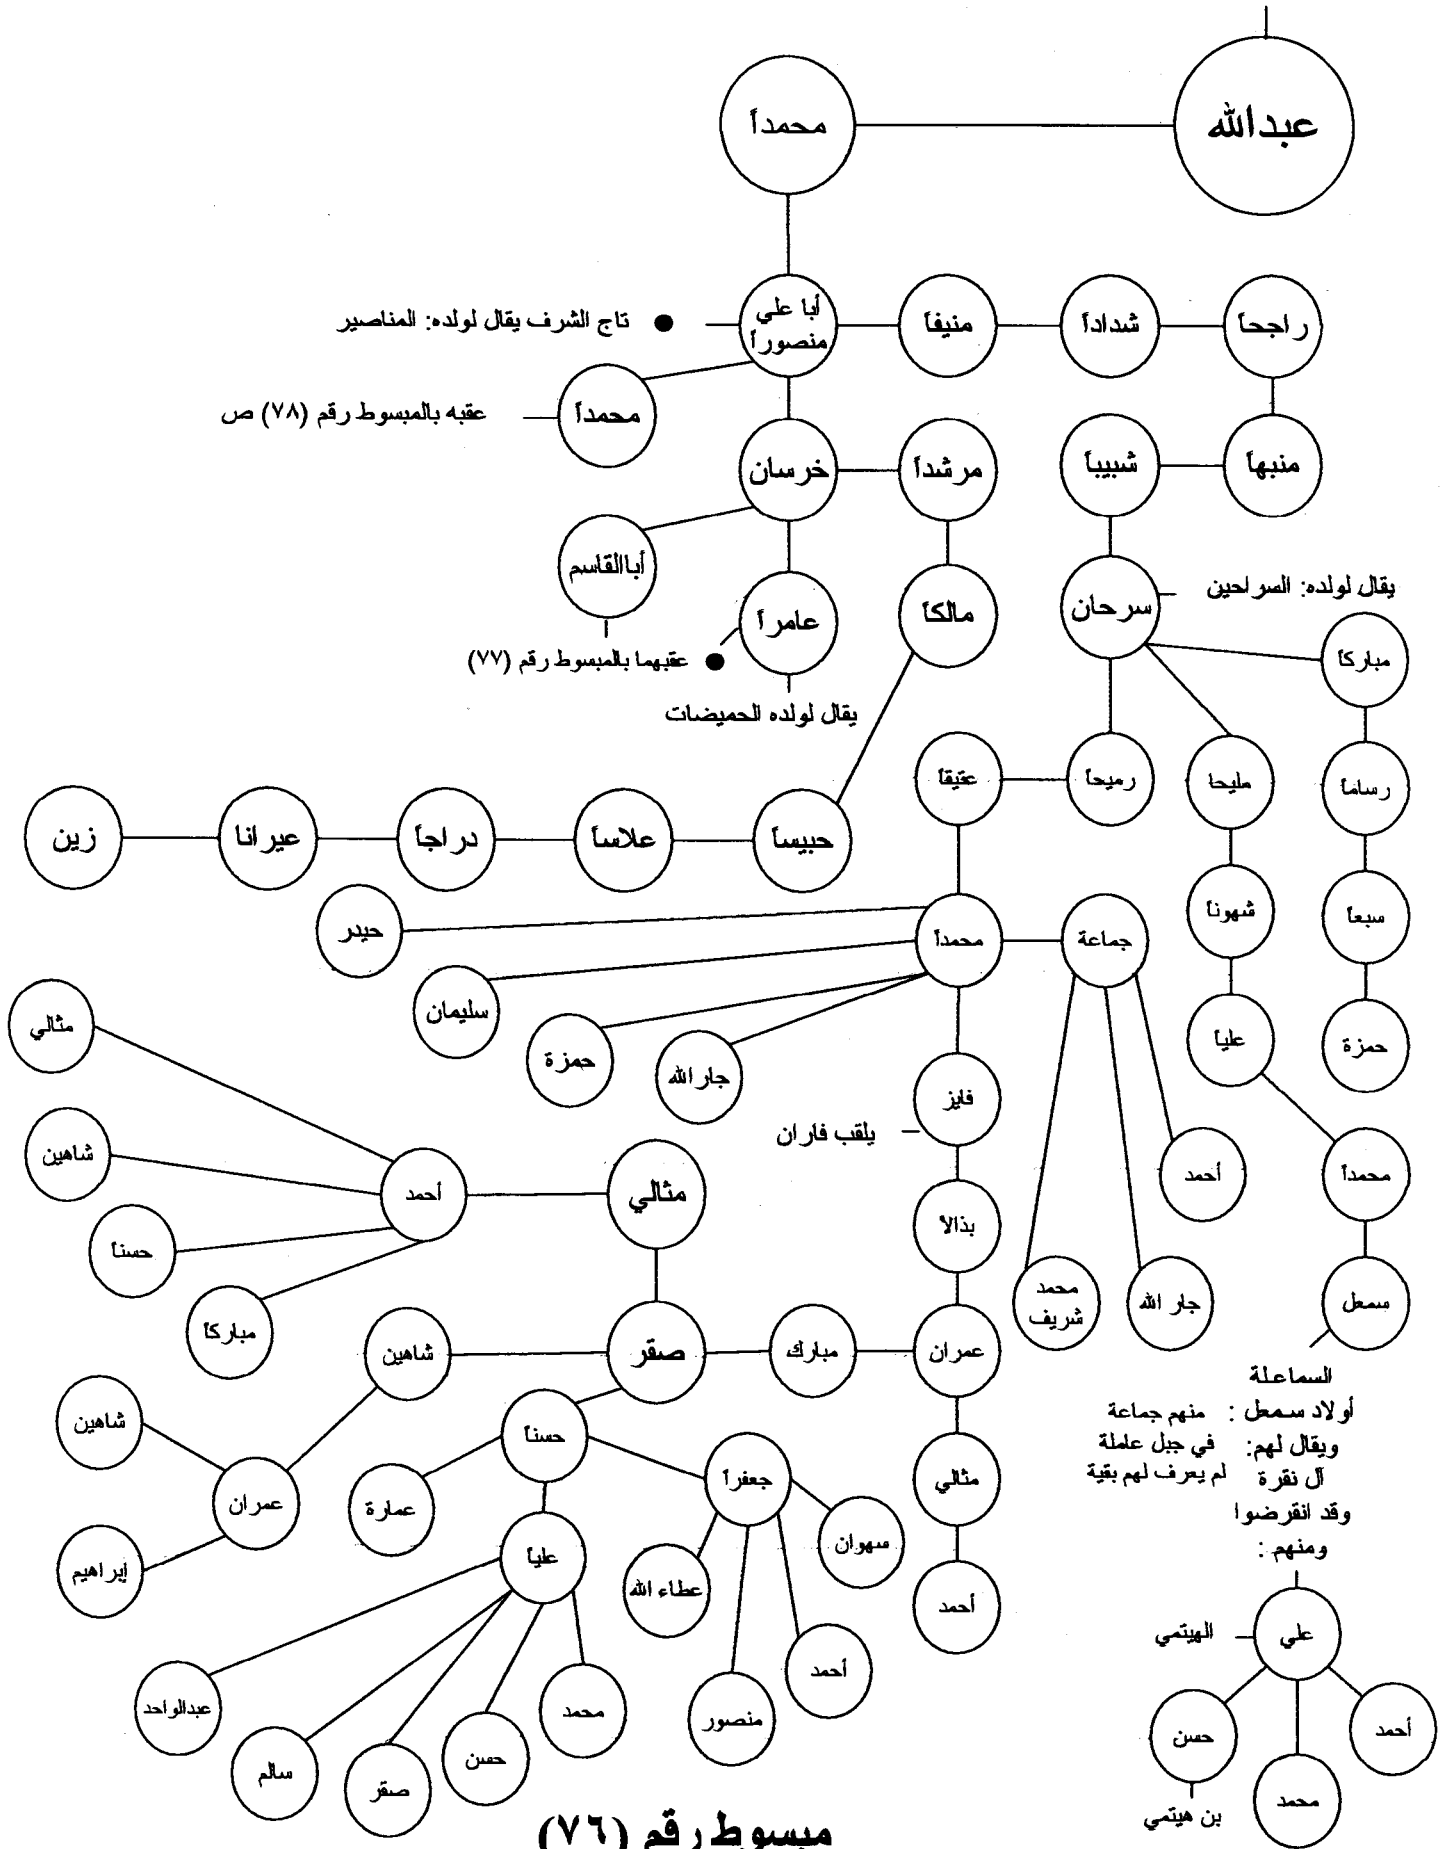 عبدالله
محمداً
راجحاً
شداداً
منيفاً
أبا علي
منصوراً
تاج الشرف يقال لولده: المناصير
محمداً
عقبه بالمبسوط رقم (٧٨) ص
منبهاً
شبيباً
مرشداً
خرسان
أباالقاسم
عامراً
مالكاً
سرحان
يقال لولده: السراحين
مباركاً
عقبهما بالمبسوط رقم (٧٧)
يقال لولده الحميضات
عتيقاً
رميحاً
مليحا
رساماً
حبيساً
علاساً
دراجاً
عيرانا
زين
حيدر
محمداً
جماعة
شهوناً
سبعاً
سليمان
حمزة
جار الله
علياً
حمزة
مثالي
فايز
يلقب فاران
أحمد
محمداً
شاهين
أحمد
مثالي
بذالا
حسناً
مباركاً
محمد
شريف
جار الله
سمعل
شاهين
صقر
مبارك
عمران
السماعلة
أولاد سمعل : منهم جماعة
ويقال لهم: في جبل عاملة
آل نقرة لم يعرف لهم بقية
وقد انقرضوا
ومنهم :
شاهين
حسناً
جعفراً
مثالي
عمران
عمارة
إبراهيم
علياً
عطاء الله
سهوان
أحمد
علي
الهيتمي
عبدالواحد
سالم
صقر
حسن
محمد
منصور
أحمد
حسن
محمد
أحمد
بن هيتمي
مبسوط رقم (٧٦)